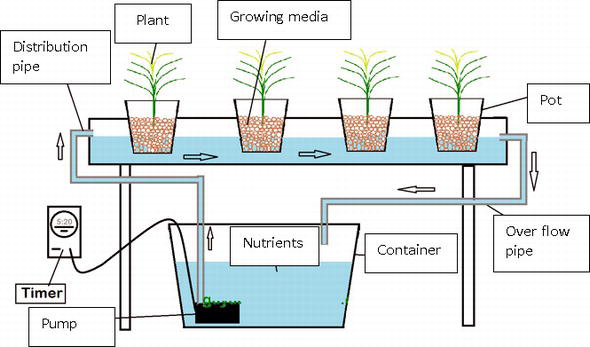 Plant
Growing media
Distribution
pipe
Pot
5:20
Timer
Pump
Nutrients
Container
Over flow
pipe